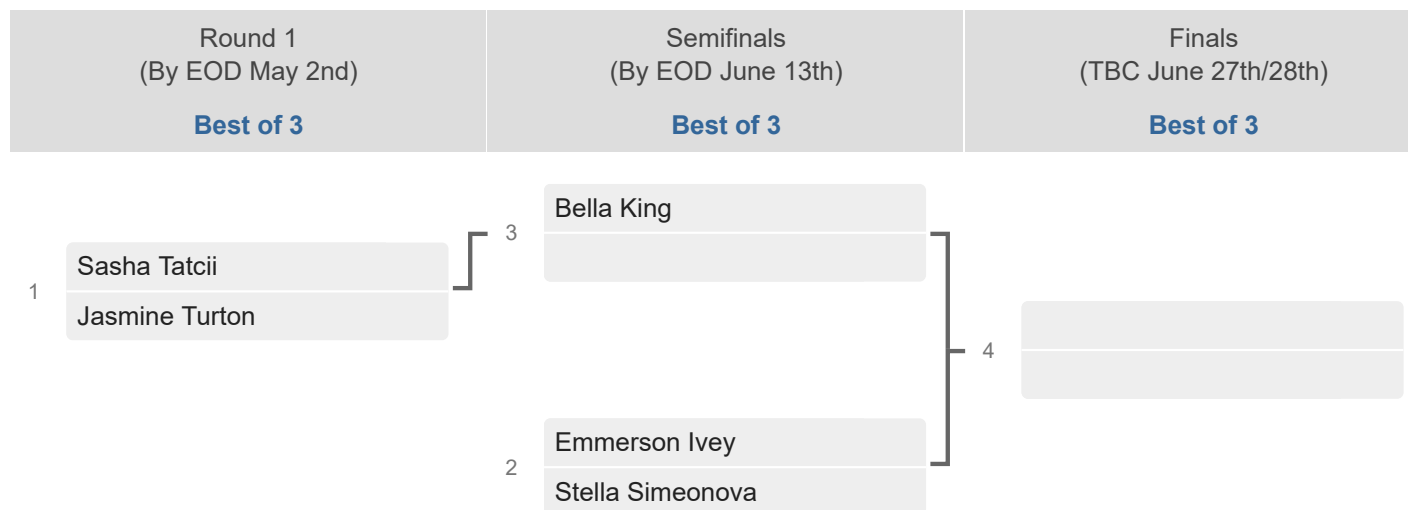 Round 1
(By EOD May 2nd)
Best of 3
Semifinals
(By EOD June 13th)
Best of 3
Finals
(TBC June 27th/28th)
Best of 3
1
Sasha Tatcii
Jasmine Turton
3
Bella King
2
Emmerson Ivey
Stella Simeonova
4